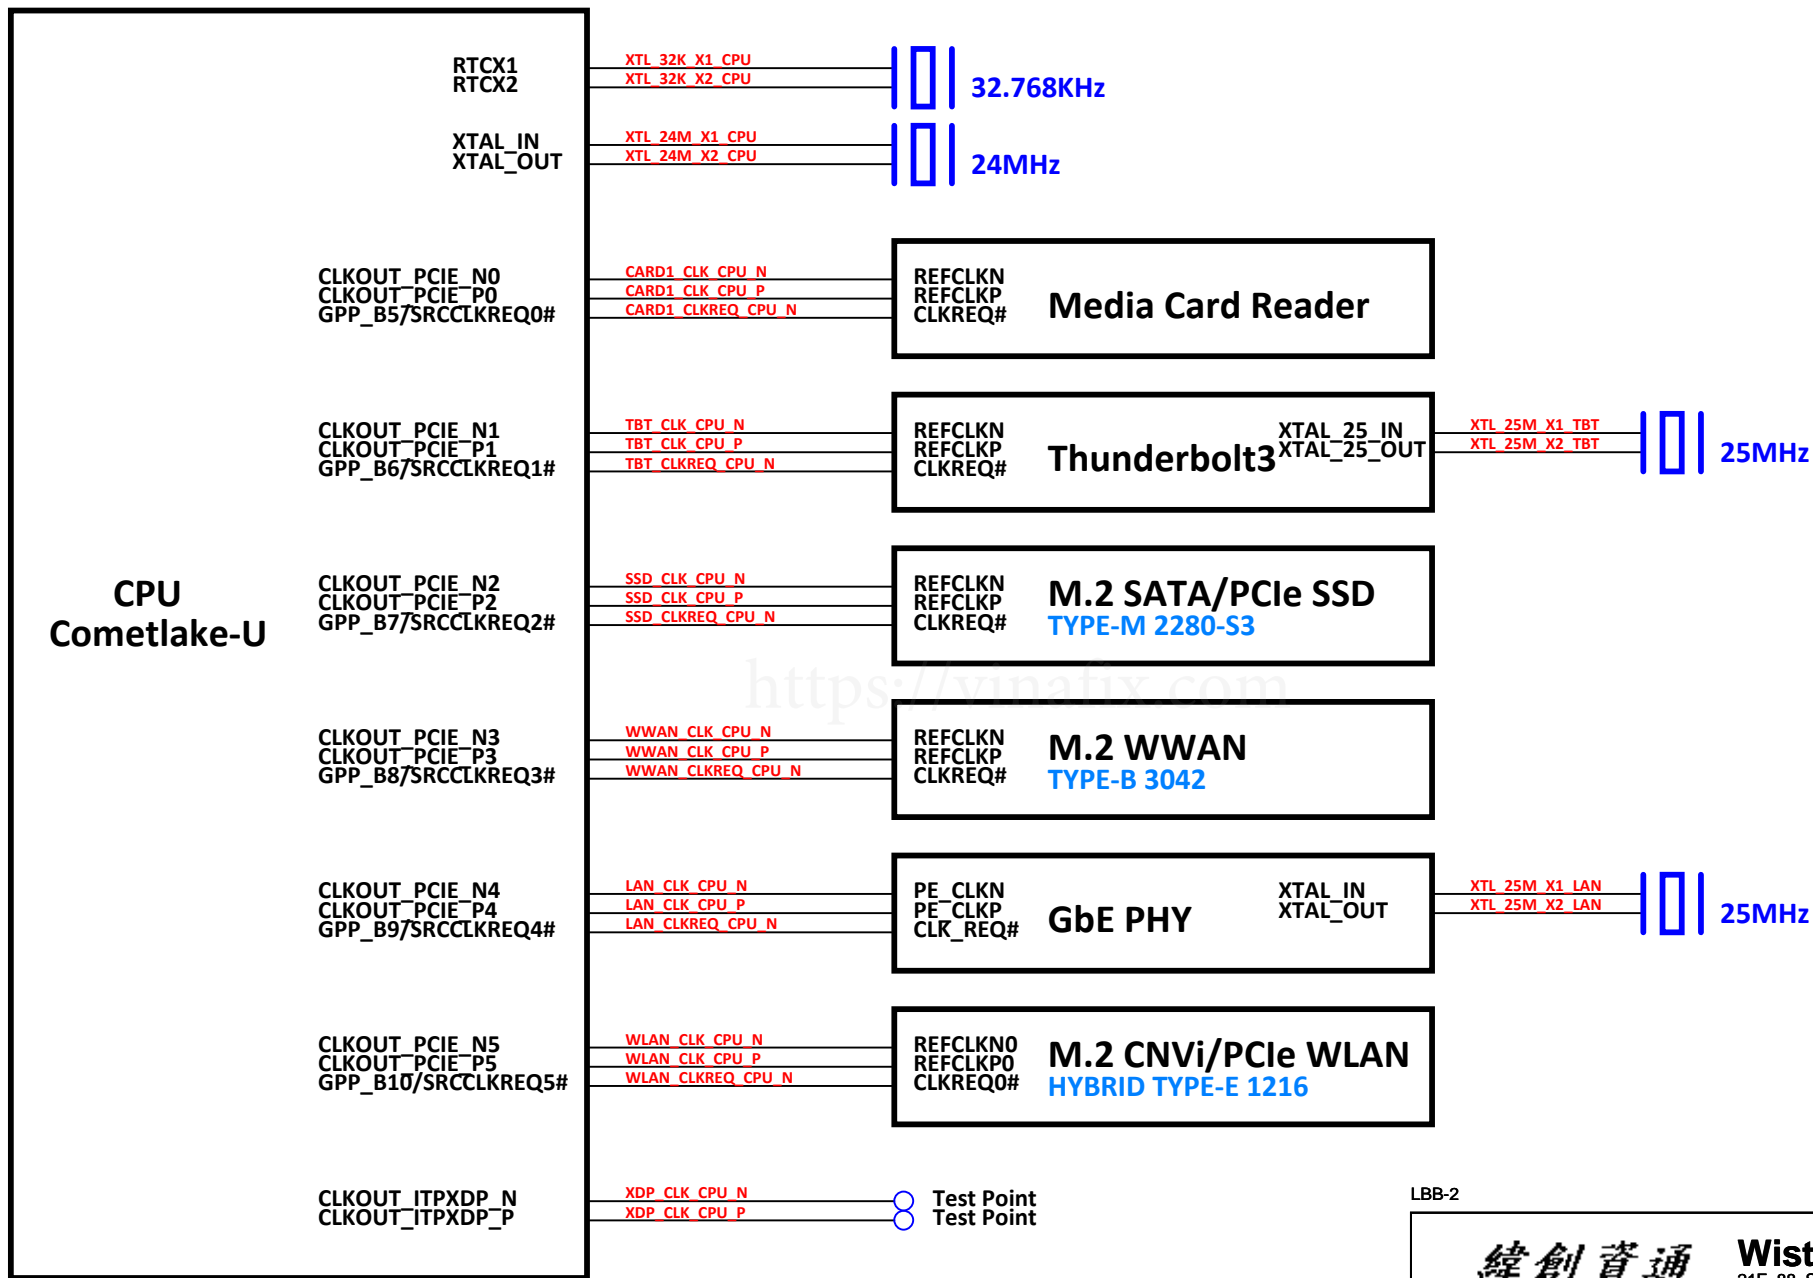 RTCX1 XTL_32K_X1_CPU
RTCX2 XTL_32K_X2_CPU
32.768KHz
XTAL_IN XTL_24M_X1_CPU
XTAL_OUT XTL_24M_X2_CPU
24MHz
CLKOUT_PCIE_N0 CARD1_CLK_CPU_N REFCLKN
CLKOUT_PCIE_P0 CARD1_CLK_CPU_P REFCLKP
GPP_B5/SRCCLKREQ0# CARD1_CLKREQ_CPU_N CLKREQ#
Media Card Reader
CLKOUT_PCIE_N1 TBT_CLK_CPU_N REFCLKN XTAL_25_IN XTL_25M_X1_TBT
CLKOUT_PCIE_P1 TBT_CLK_CPU_P REFCLKP XTAL_25_OUT XTL_25M_X2_TBT
GPP_B6/SRCCLKREQ1# TBT_CLKREQ_CPU_N CLKREQ#
Thunderbolt3
25MHz
CPU
Cometlake-U
CLKOUT_PCIE_N2 SSD_CLK_CPU_N REFCLKN
CLKOUT_PCIE_P2 SSD_CLK_CPU_P REFCLKP
GPP_B7/SRCCLKREQ2# SSD_CLKREQ_CPU_N CLKREQ#
M.2 SATA/PCIe SSD
TYPE-M 2280-S3
https://vinafix.com
CLKOUT_PCIE_N3 WWAN_CLK_CPU_N REFCLKN
CLKOUT_PCIE_P3 WWAN_CLK_CPU_P REFCLKP
GPP_B8/SRCCLKREQ3# WWAN_CLKREQ_CPU_N CLKREQ#
M.2 WWAN
TYPE-B 3042
CLKOUT_PCIE_N4 LAN_CLK_CPU_N PE_CLKN XTAL_IN XTL_25M_X1_LAN
CLKOUT_PCIE_P4 LAN_CLK_CPU_P PE_CLKP XTAL_OUT XTL_25M_X2_LAN
GPP_B9/SRCCLKREQ4# LAN_CLKREQ_CPU_N CLK_REQ#
GbE PHY
25MHz
CLKOUT_PCIE_N5 WLAN_CLK_CPU_N REFCLKN0
CLKOUT_PCIE_P5 WLAN_CLK_CPU_P REFCLKP0
GPP_B10/SRCCLKREQ5# WLAN_CLKREQ_CPU_N CLKREQ0#
M.2 CNVi/PCIe WLAN
HYBRID TYPE-E 1216
CLKOUT_ITPXDP_N XDP_CLK_CPU_N Test Point
CLKOUT_ITPXDP_P XDP_CLK_CPU_P Test Point
LBB-2
緯創資通 Wist